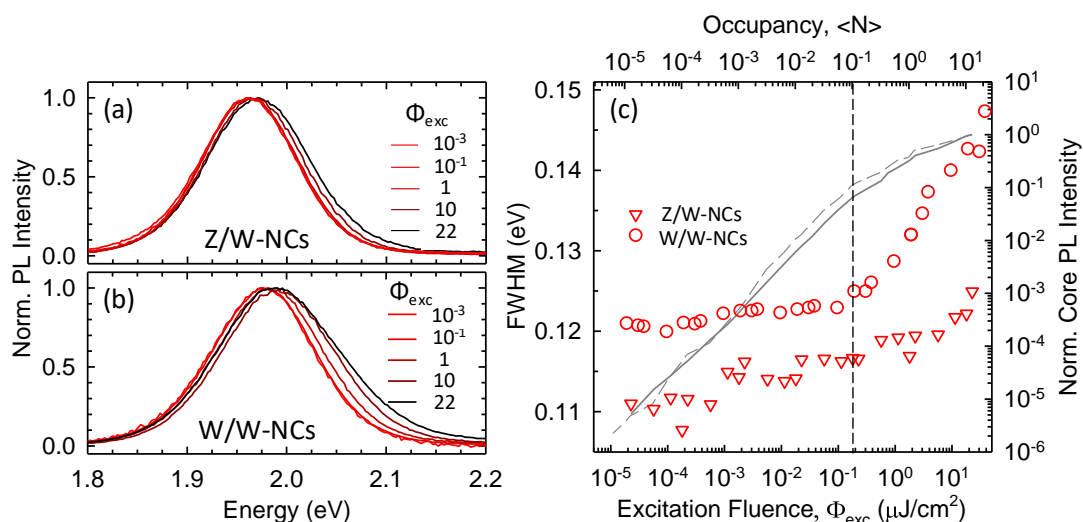 (a)
Φexc
10⁻³
10⁻¹
1
10
22
Z/W-NCs
1.0
0.5
0.0
(b)
Φexc
10⁻³
10⁻¹
1
10
22
W/W-NCs
1.0
0.5
0.0
Norm. PL Intensity
1.8 1.9 2.0 2.1 2.2
Energy (eV)
Occupancy, <N>
10⁻⁵ 10⁻⁴ 10⁻³ 10⁻² 10⁻¹ 10⁰ 10¹
(c)
0.15
0.14
0.13
0.12
0.11
FWHM (eV)
Z/W-NCs
W/W-NCs
10¹
10⁰
10⁻¹
10⁻²
10⁻³
10⁻⁴
10⁻⁵
10⁻⁶
Norm. Core PL Intensity
10⁻⁵ 10⁻⁴ 10⁻³ 10⁻² 10⁻¹ 10⁰ 10¹
Excitation Fluence, Φexc (μJ/cm²)